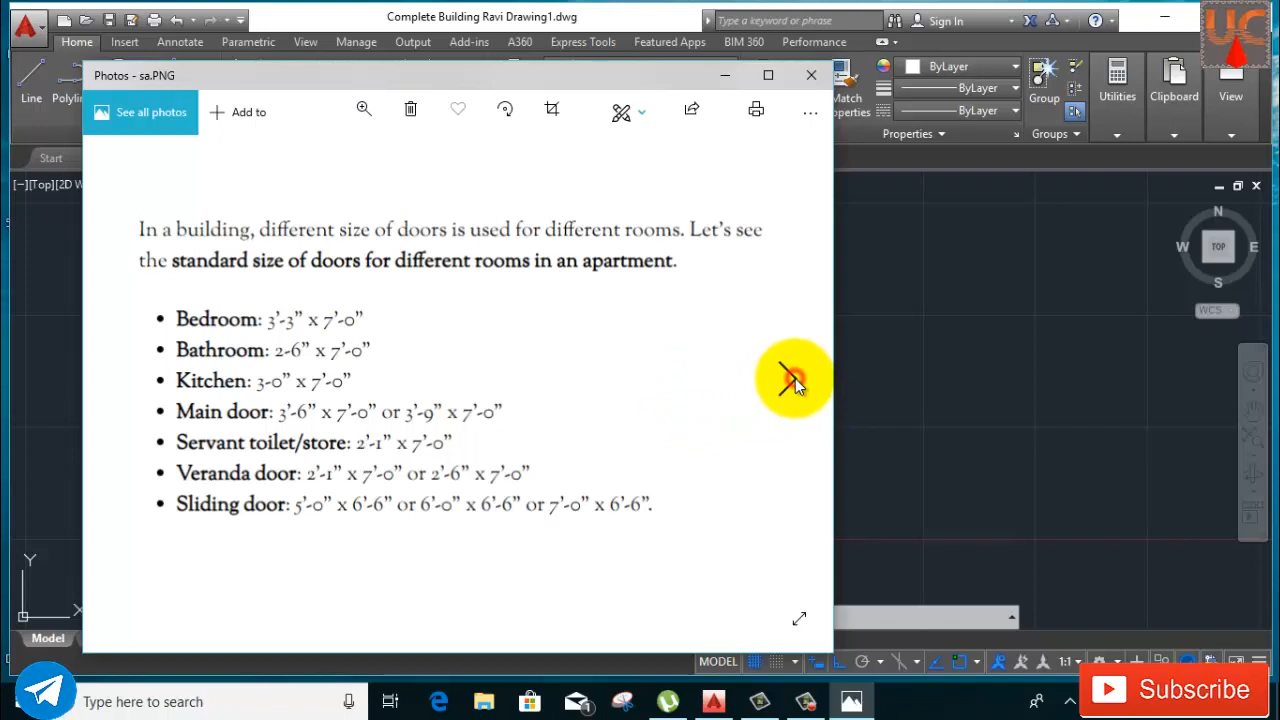 Complete Building Ravi Drawing1.dwg
Type a keyword or phrase
Sign In
UC
Home Insert Annotate Parametric View Manage Output Add-ins A360 Express Tools Featured Apps BIM 360 Performance
Line
Match
ByLayer
ByLayer
ByLayer
Properties
Group
Groups
Utilities
Clipboard
View
Start
[−][Top][2D W
Photos - sa.PNG
See all photos
Add to
In a building, different size of doors is used for different rooms. Let’s see
the standard size of doors for different rooms in an apartment.
• Bedroom: 3’-3” x 7’-0”
• Bathroom: 2-6” x 7’-0”
• Kitchen: 3-0” x 7’-0”
• Main door: 3’-6” x 7’-0” or 3’-9” x 7’-0”
• Servant toilet/store: 2’-1” x 7’-0”
• Veranda door: 2’-1” x 7’-0” or 2’-6” x 7’-0”
• Sliding door: 5’-0” x 6’-6” or 6’-0” x 6’-6” or 7’-0” x 6’-6”.
N
W TOP E
S
WCS
Y
X
Model
MODEL
1:1
Type here to search
1
Subscribe